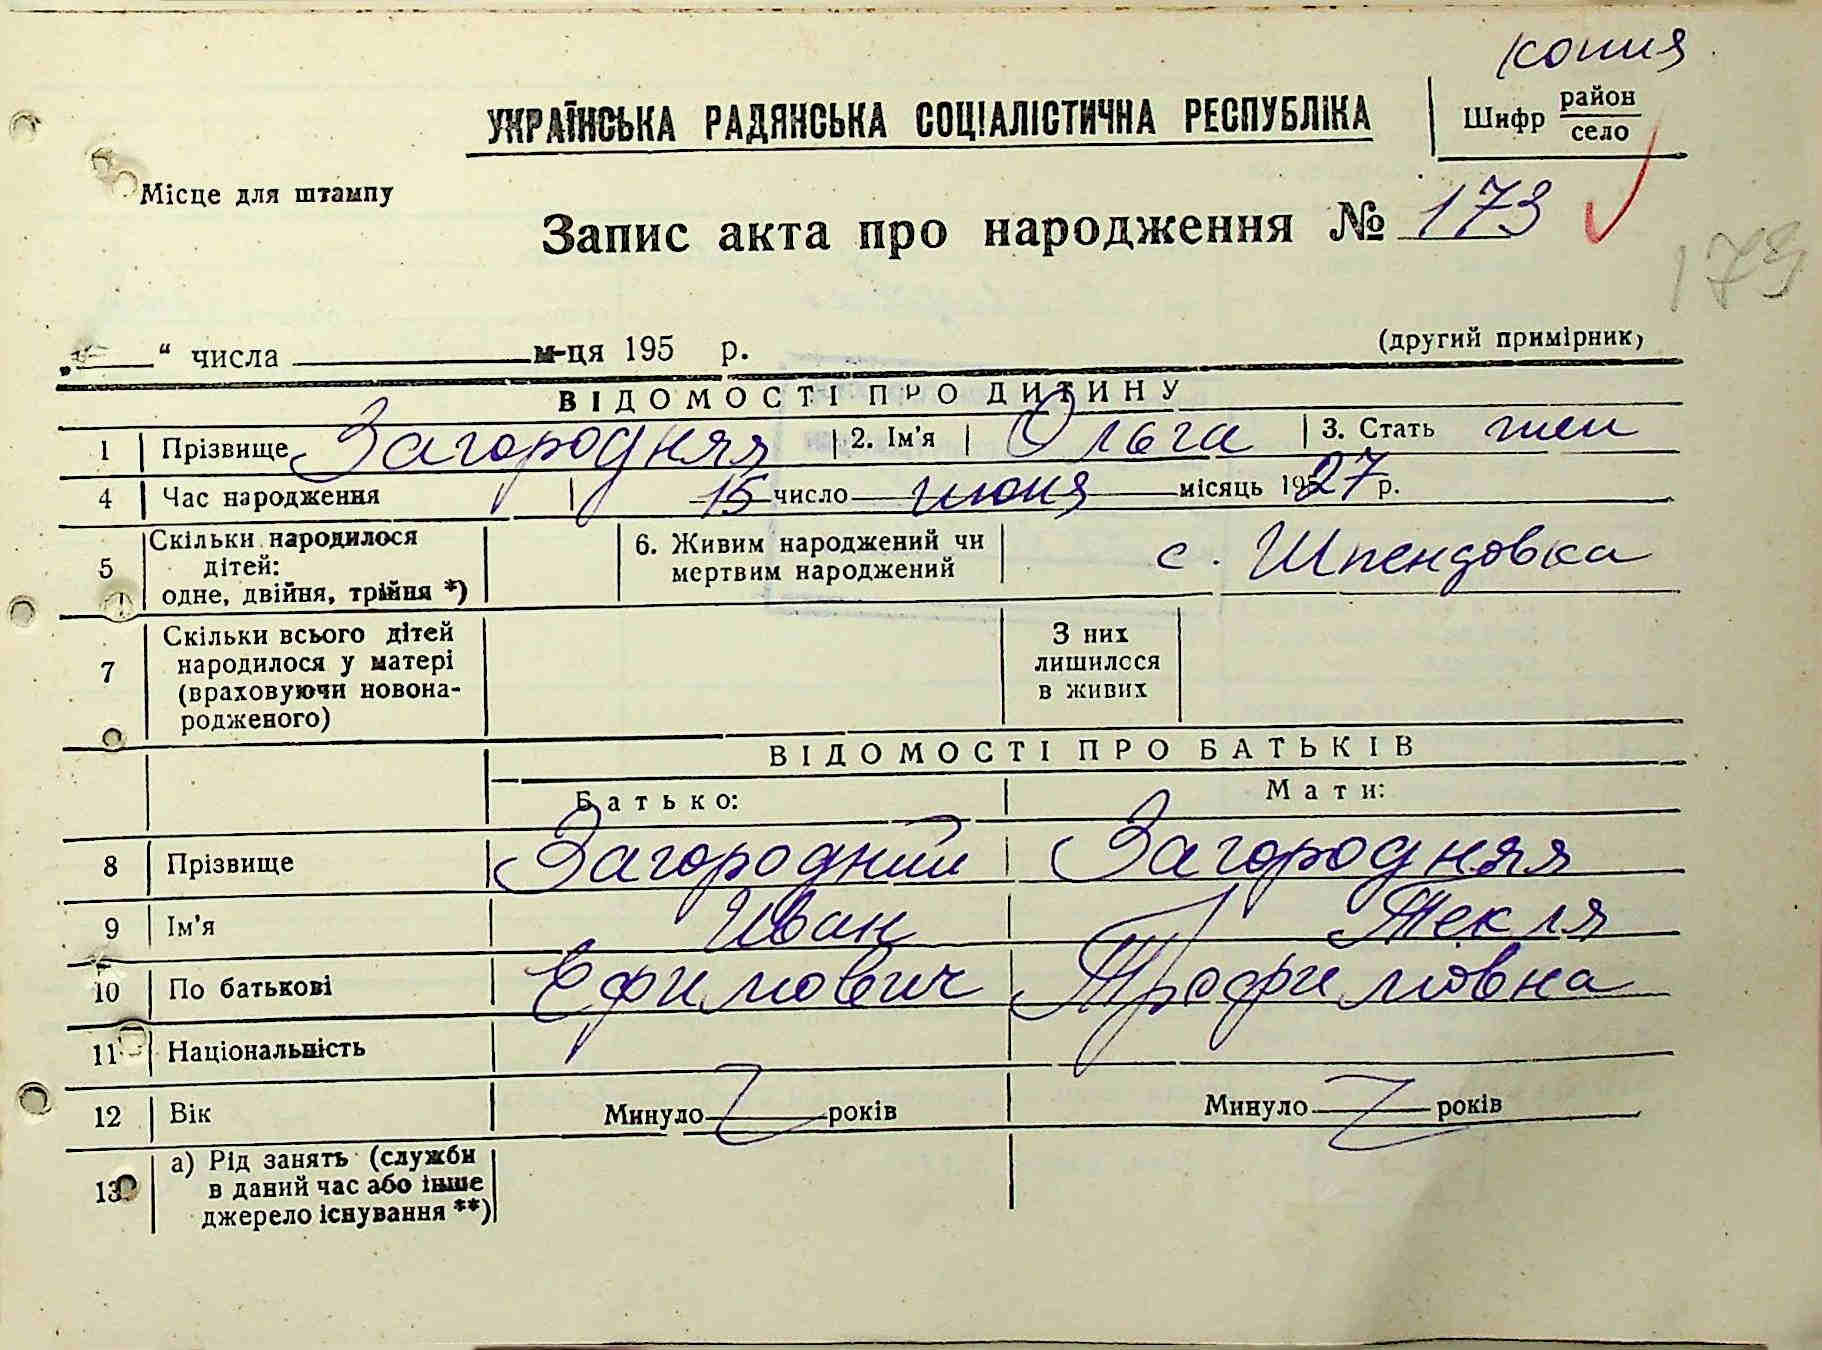 копия
УКРАЇНСЬКА РАДЯНСЬКА СОЦІАЛІСТИЧНА РЕСПУБЛІКА
Шифр район
село
Місце для штампу
Запис акта про народження № 173
173
„ “ числа м-ця 195 р. (другий примірник)
ВІДОМОСТІ ПРО ДИТИНУ
1 Прізвище Загородняя 2. Ім'я Ольга 3. Стать жен
4 Час народження 15 число июня місяць 1927 р.
5 Скільки народилося
дітей:
одне, двійня, трійня *)
6. Живим народжений чи
мертвим народжений
с. Шпендовка
7 Скільки всього дітей
народилося у матері
(враховуючи новона-
родженого)
З них
лишилося
в живих
ВІДОМОСТІ ПРО БАТЬКІВ
Батько: Мати:
8 Прізвище Загородний Загородняя
9 Ім'я Иван Текля
10 По батькові Ефимович Трофимовна
11 Національність
12 Вік Минуло років Минуло років
13 а) Рід занять (служби
в даний час або інше
джерело існування **)